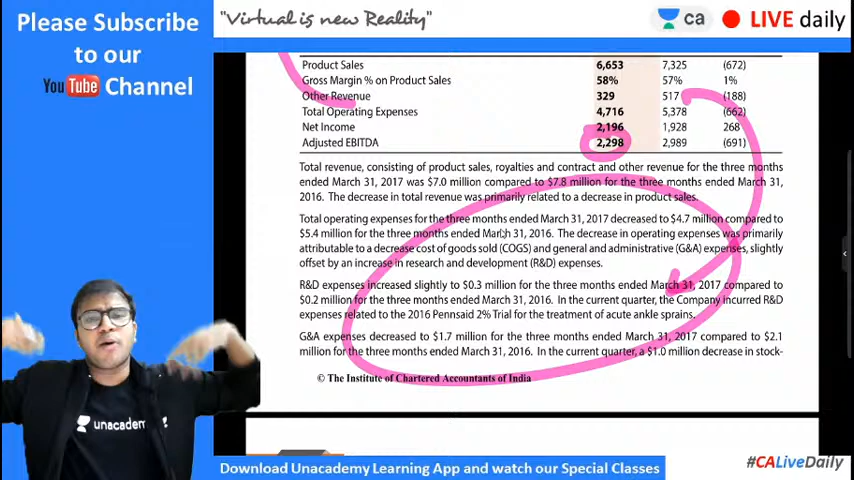 Please Subscribe
to our
YouTube Channel
"Virtual is new Reality"
ca
LIVE daily
Product Sales 6,653 7,325 (672)
Gross Margin % on Product Sales 58% 57% 1%
Other Revenue 329 517 (188)
Total Operating Expenses 4,716 5,378 (662)
Net Income 2,196 1,928 268
Adjusted EBITDA 2,298 2,989 (691)
Total revenue, consisting of product sales, royalties and contract and other revenue for the three months
ended March 31, 2017 was $7.0 million compared to $7.8 million for the three months ended March 31,
2016. The decrease in total revenue was primarily related to a decrease in product sales.
Total operating expenses for the three months ended March 31, 2017 decreased to $4.7 million compared to
$5.4 million for the three months ended March 31, 2016. The decrease in operating expenses was primarily
attributable to a decrease cost of goods sold (COGS) and general and administrative (G&A) expenses, slightly
offset by an increase in research and development (R&D) expenses.
R&D expenses increased slightly to $0.3 million for the three months ended March 31, 2017 compared to
$0.2 million for the three months ended March 31, 2016. In the current quarter, the Company incurred R&D
expenses related to the 2016 Pennsaid 2% Trial for the treatment of acute ankle sprains.
G&A expenses decreased to $1.7 million for the three months ended March 31, 2017 compared to $2.1
million for the three months ended March 31, 2016. In the current quarter, a $1.0 million decrease in stock-
© The Institute of Chartered Accountants of India
unacademy
Download Unacademy Learning App and watch our Special Classes
#CALiveDaily